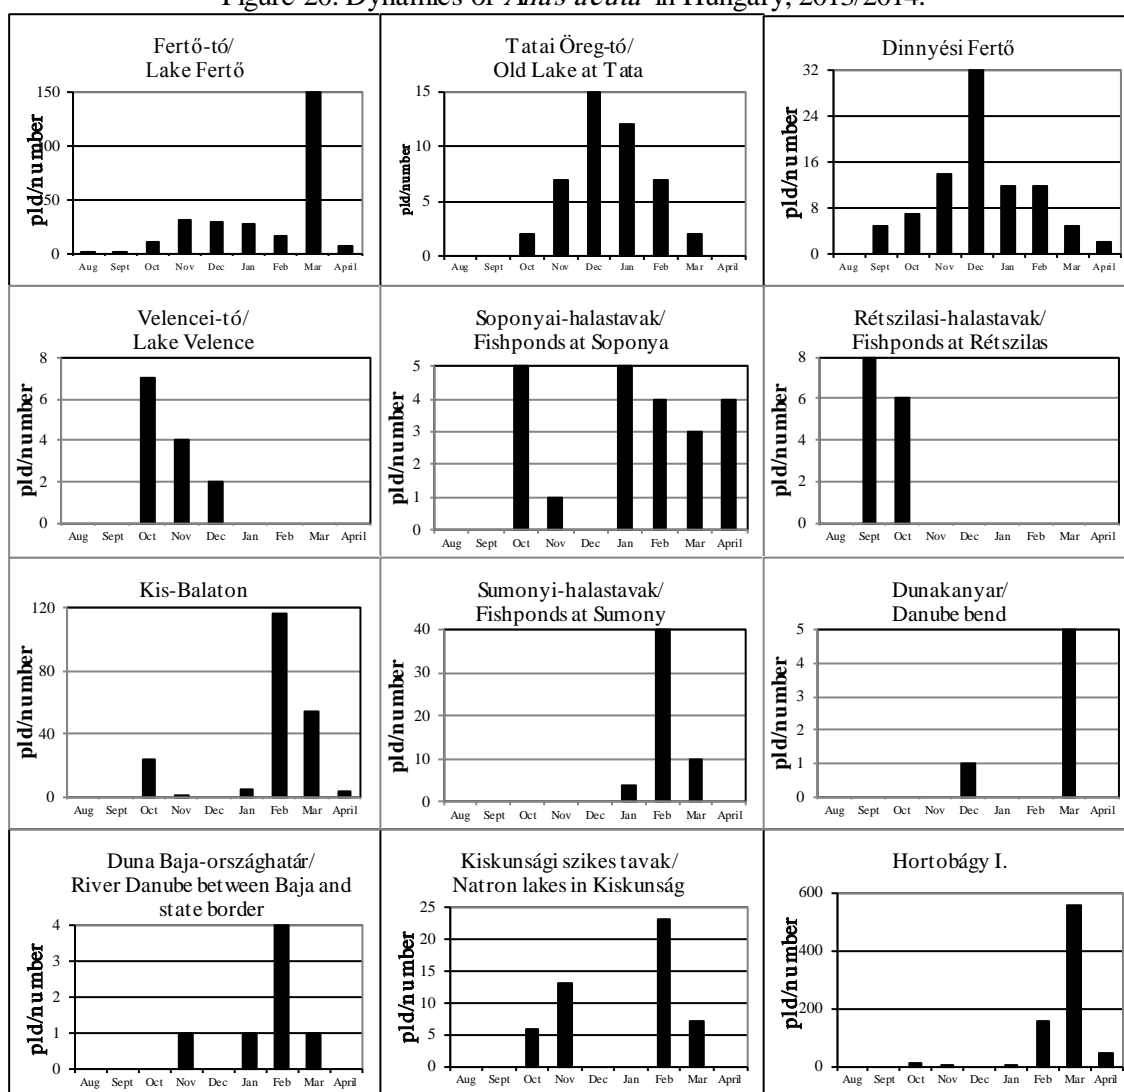 Figure 20. Dynamics of Anas acuta in Hungary, 2013/2014.
Fertő-tó/
Lake Fertő
pld/number
150
100
50
0
Aug Sept Oct Nov Dec Jan Feb Mar April
Tatai Öreg-tó/
Old Lake at Tata
pld/number
15
10
5
0
Aug Sept Oct Nov Dec Jan Feb Mar April
Dinnyési Fertő
pld/number
32
24
16
8
0
Aug Sept Oct Nov Dec Jan Feb Mar April
Velencei-tó/
Lake Velence
pld/number
8
6
4
2
0
Aug Sept Oct Nov Dec Jan Feb Mar April
Soponyai-halastavak/
Fishponds at Soponya
pld/number
5
4
3
2
1
0
Aug Sept Oct Nov Dec Jan Feb Mar April
Rétszilasi-halastavak/
Fishponds at Rétszilas
pld/number
8
6
4
2
0
Aug Sept Oct Nov Dec Jan Feb Mar April
Kis-Balaton
pld/number
120
80
40
0
Aug Sept Oct Nov Dec Jan Feb Mar April
Sumonyi-halastavak/
Fishponds at Sumony
pld/number
40
30
20
10
0
Aug Sept Oct Nov Dec Jan Feb Mar April
Dunakanyar/
Danube bend
pld/number
5
4
3
2
1
0
Aug Sept Oct Nov Dec Jan Feb Mar April
Duna Baja-országhatár/
River Danube between Baja and
state border
pld/number
4
3
2
1
0
Aug Sept Oct Nov Dec Jan Feb Mar April
Kiskunsági szikes tavak/
Natron lakes in Kiskunság
pld/number
25
20
15
10
5
0
Aug Sept Oct Nov Dec Jan Feb Mar April
Hortobágy I.
pld/number
600
400
200
0
Aug Sept Oct Nov Dec Jan Feb Mar April